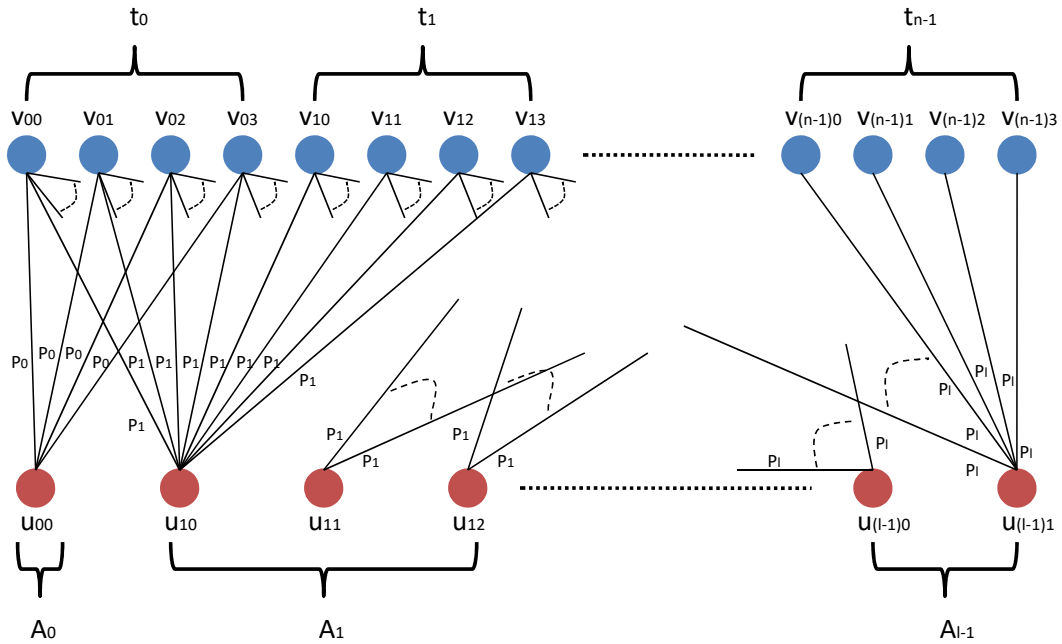 t0 t1 tn-1
v00 v01 v02 v03 v10 v11 v12 v13 v(n-1)0 v(n-1)1 v(n-1)2 v(n-1)3
P0 P0 P0 P0 P1 P1 P1 P1 P1 P1
P1
P1 P1 P1 P1
Pl Pl Pl
Pl Pl Pl
Pl Pl
u00 u10 u11 u12 u(l-1)0 u(l-1)1
A0 A1 Al-1